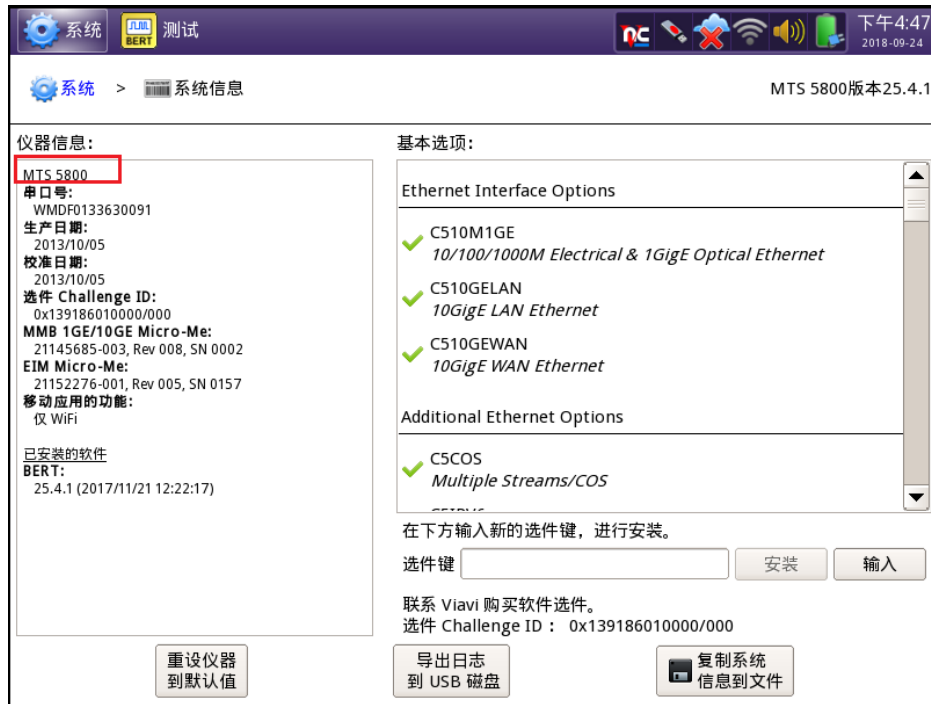 系统
BERT
测试
下午4:47
2018-09-24
系统 > 系统信息
MTS 5800版本25.4.1
仪器信息:
MTS 5800
串口号:
WMDF0133630091
生产日期:
2013/10/05
校准日期:
2013/10/05
选件 Challenge ID:
0x139186010000/000
MMB 1GE/10GE Micro-Me:
21145685-003, Rev 008, SN 0002
EIM Micro-Me:
21152276-001, Rev 005, SN 0157
移动应用的功能:
仅 WiFi
已安装的软件
BERT:
25.4.1 (2017/11/21 12:22:17)
基本选项:
Ethernet Interface Options
C510M1GE
10/100/1000M Electrical & 1GigE Optical Ethernet
C510GELAN
10GigE LAN Ethernet
C510GEWAN
10GigE WAN Ethernet
Additional Ethernet Options
C5COS
Multiple Streams/COS
在下方输入新的选件键，进行安装。
选件键
安装
输入
联系 Viavi 购买软件选件。
选件 Challenge ID： 0x139186010000/000
重设仪器
到默认值
导出日志
到 USB 磁盘
复制系统
信息到文件